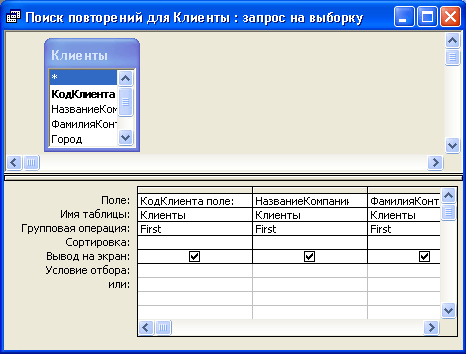 Поиск повторений для Клиенты : запрос на выборку
Клиенты
*
КодКлиента
НазваниеКом
ФамилияКонт
Город
Поле: КодКлиента поле: НазваниеКомпани ФамилияКонт
Имя таблицы: Клиенты Клиенты Клиенты
Групповая операция: First First First
Сортировка:
Вывод на экран:
Условие отбора:
или: